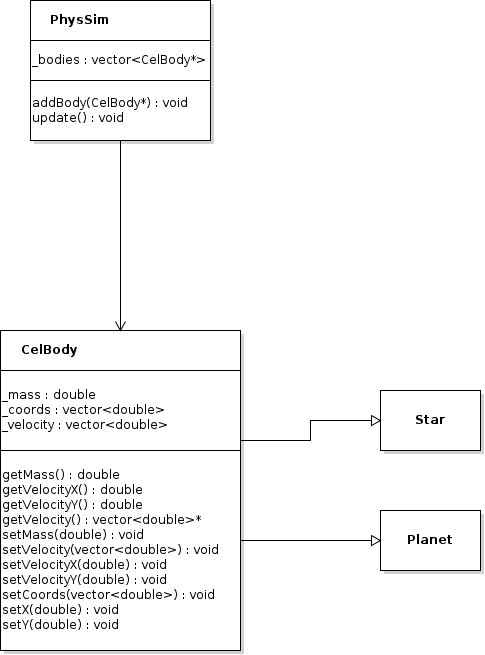 PhysSim
_bodies : vector<CelBody*>
addBody(CelBody*) : void
update() : void
CelBody
_mass : double
_coords : vector<double>
_velocity : vector<double>
getMass() : double
getVelocityX() : double
getVelocityY() : double
getVelocity() : vector<double>*
setMass(double) : void
setVelocity(vector<double>) : void
setVelocityX(double) : void
setVelocityY(double) : void
setCoords(vector<double>) : void
setX(double) : void
setY(double) : void
Star
Planet